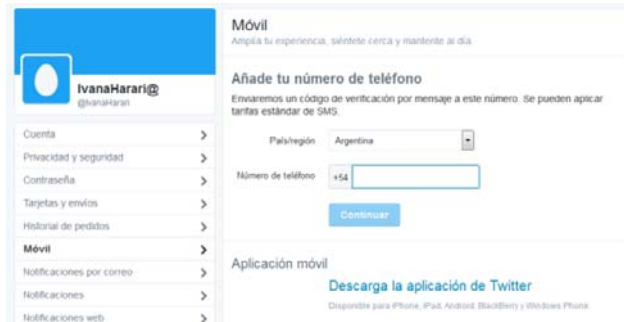 IvanaHarari@
@IvanaHarari
Cuenta
Privacidad y seguridad
Contraseña
Tarjetas y envíos
Historial de pedidos
Móvil
Notificaciones por correo
Notificaciones
Notificaciones web
Móvil
Amplía tu experiencia, siéntete cerca y mantente al día.
Añade tu número de teléfono
Enviaremos un código de verificación por mensaje a este número. Se pueden aplicar
tarifas estándar de SMS.
País/región Argentina
Número de teléfono +54
Continuar
Aplicación móvil
Descarga la aplicación de Twitter
Disponible para iPhone, iPad, Android, BlackBerry y Windows Phone.